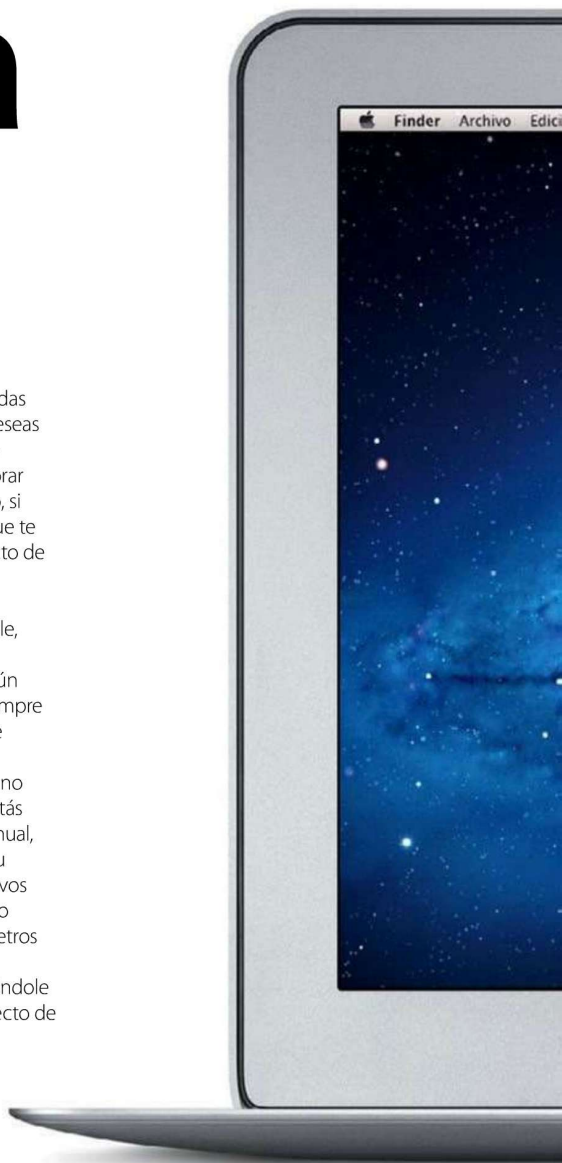 n
das
eseas
rar
, si
ue te
to de
le,
ún
mpre
e
no
tás
nual,
u
vos
o
etros
ndole
ecto de
Finder Archivo Edici